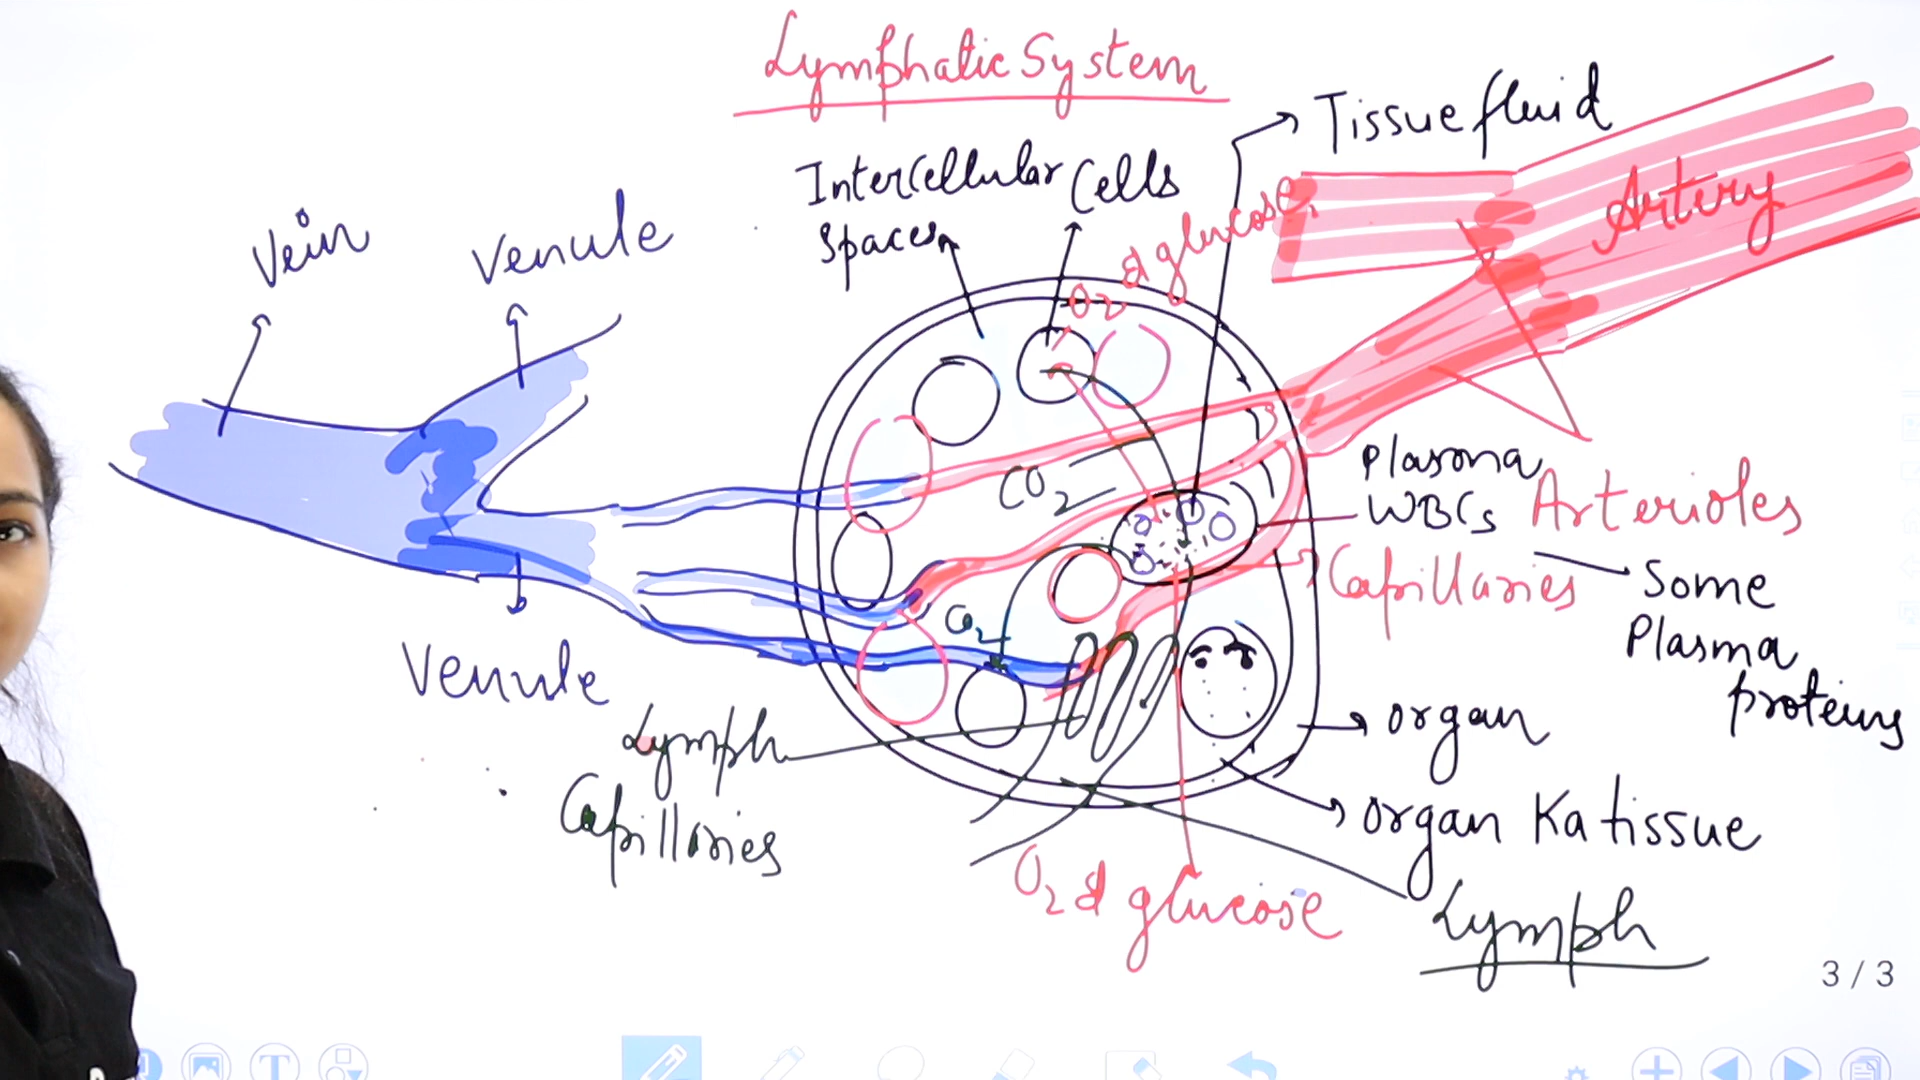 Lymphatic System
Tissue fluid
Intercellular
Spaces
Cells
O2 & glucose,
Artery
Vein
Venule
CO2
Plasma
WBCs
Arterioles
Capillaries
Some
Plasma
proteins
CO2
Venule
Lymph
Capillaries
organ
organ Ka tissue
O2 & glucose
Lymph
3 / 3
T